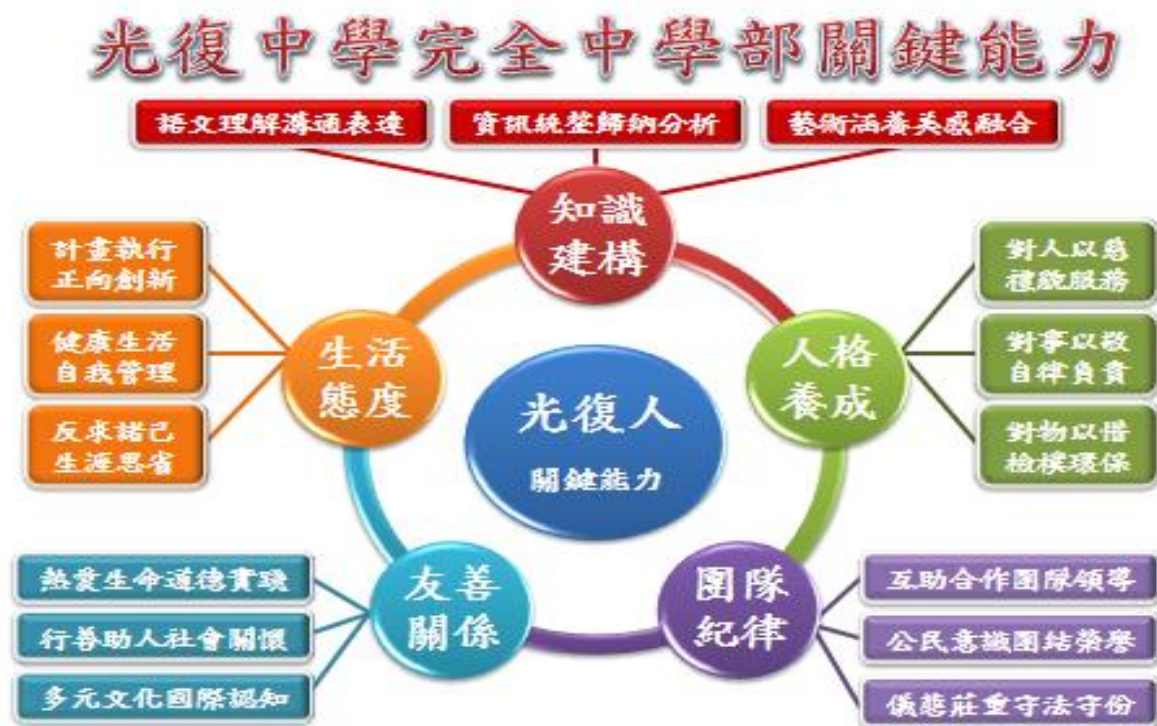 光復中學完全中學部關鍵能力
語文理解溝通表達
資訊統整歸納分析
藝術涵養美感融合
知識
建構
計畫執行
正向創新
健康生活
自我管理
反求諸己
生涯思省
生活
態度
對人以慈
禮貌服務
對事以敬
自律負責
對物以惜
檢樸環保
人格
養成
光復人
關鍵能力
熱愛生命道德實踐
行善助人社會關懷
多元文化國際認知
友善
關係
團隊
紀律
互助合作團隊領導
公民意識團結榮譽
儀態莊重守法守份